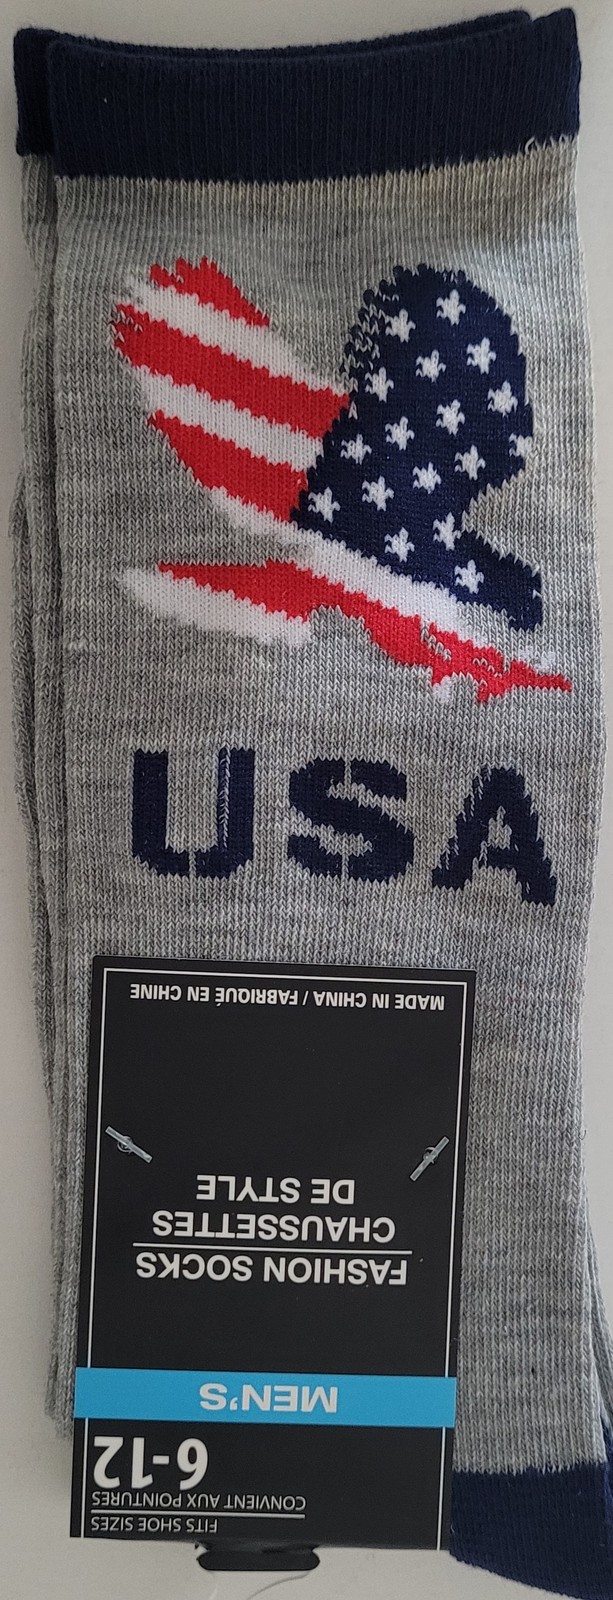 USA
FITS SHOE SIZES
CONVIENT AUX POINTURES
6-12
MEN'S
FASHION SOCKS
CHAUSSETTES
DE STYLE
MADE IN CHINA / FABRIQUÉ EN CHINE